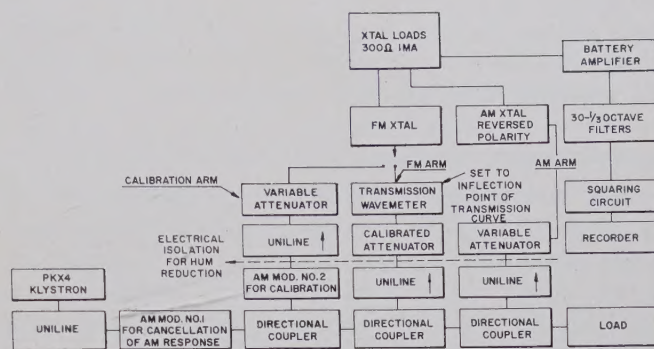 XTAL LOADS
300Ω 1MA
BATTERY
AMPLIFIER
FM XTAL
AM XTAL
REVERSED
POLARITY
30-1/3 OCTAVE
FILTERS
CALIBRATION ARM
FM ARM
AM ARM
VARIABLE
ATTENUATOR
TRANSMISSION
WAVEMETER
SET TO
INFLECTION
POINT OF
TRANSMISSION
CURVE
SQUARING
CIRCUIT
ELECTRICAL
ISOLATION
FOR HUM
REDUCTION
UNILINE
CALIBRATED
ATTENUATOR
VARIABLE
ATTENUATOR
RECORDER
PKX4
KLYSTRON
AM MOD. NO.2
FOR CALIBRATION
UNILINE
UNILINE
UNILINE
AM MOD. NO.1
FOR CANCELLATION
OF AM RESPONSE
DIRECTIONAL
COUPLER
DIRECTIONAL
COUPLER
DIRECTIONAL
COUPLER
LOAD